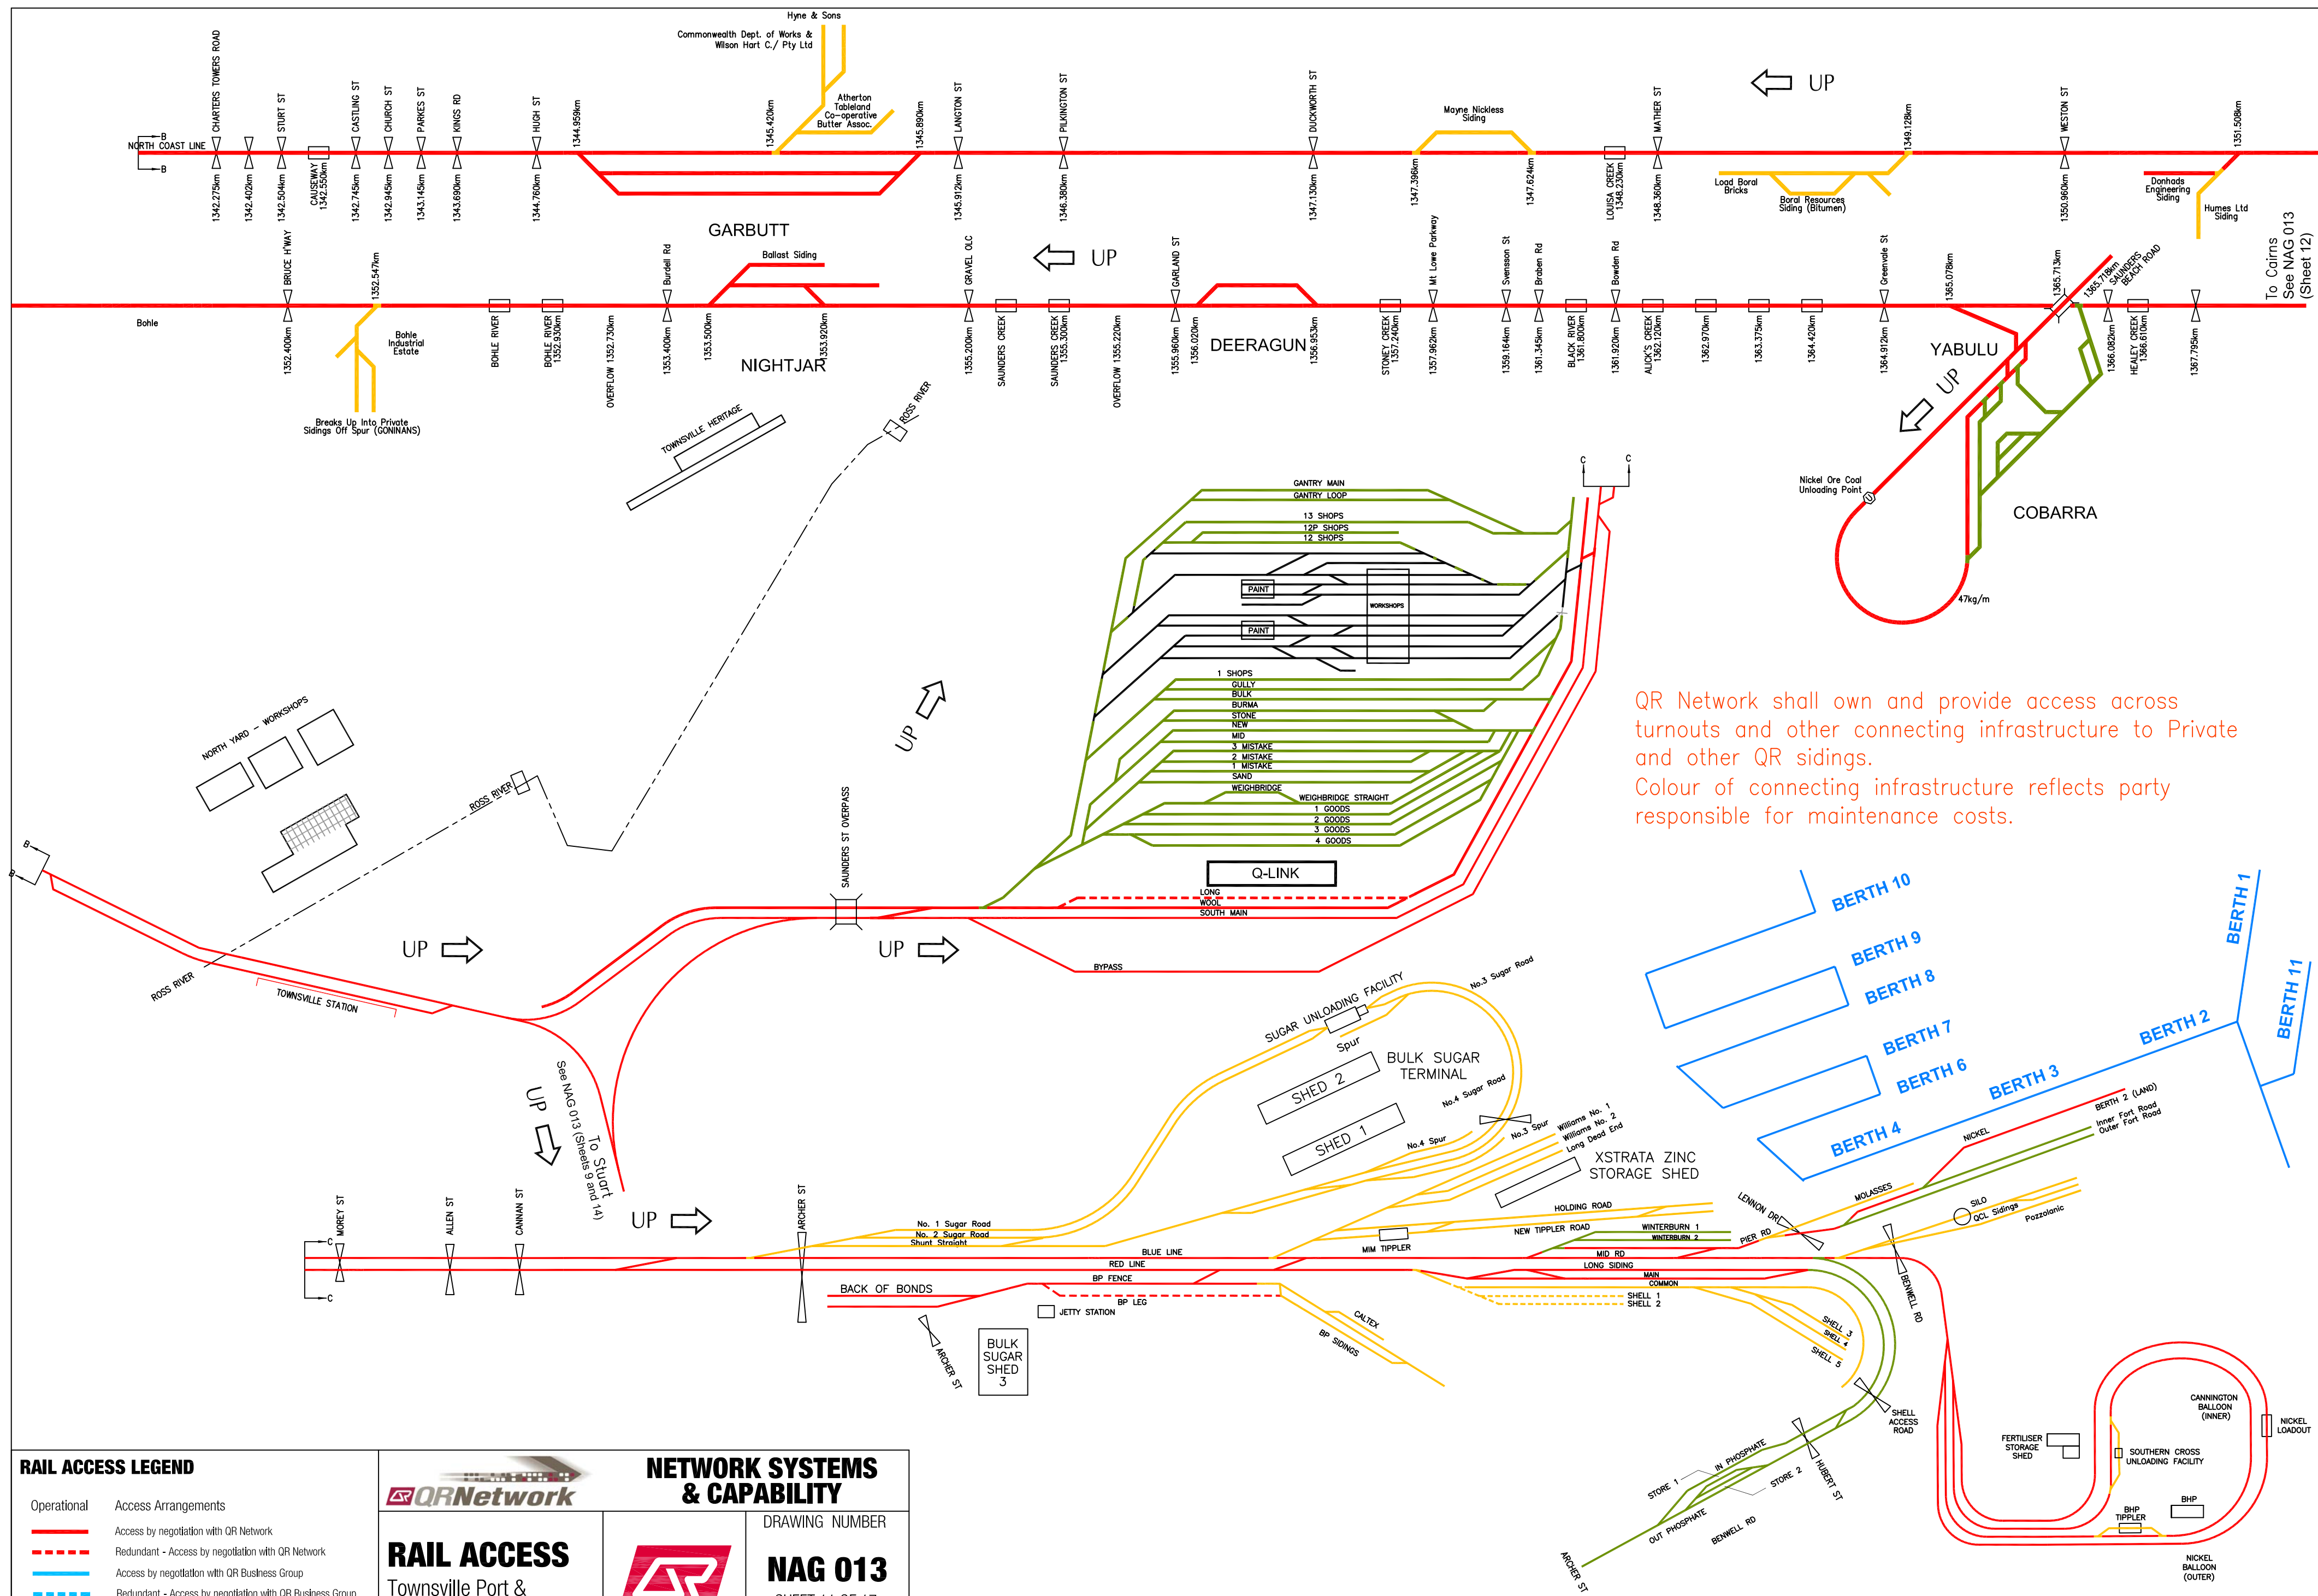 Hyne & Sons
Commonwealth Dept. of Works &
Wilson Hart C./ Pty Ltd
Atherton
Tableland
Co-operative
Butter Assoc.
UP
B
NORTH COAST LINE
B
CHARTERS TOWERS ROAD
1342.275km
1342.402km
STURT ST
1342.504km
CAUSEWAY
1342.550km
CASTLING ST
1342.745km
CHURCH ST
1342.945km
PARKES ST
1343.145km
KINGS RD
1343.690km
HUGH ST
1344.760km
1344.959km
1345.420km
1345.890km
LANGTON ST
1345.912km
PILKINGTON ST
1346.380km
DUCKWORTH ST
1347.130km
Mayne Nickless
Siding
1347.396km
1347.624km
LOUISA CREEK
1348.230km
MATHER ST
1348.360km
Load Boral
Bricks
Boral Resources
Siding (Bitumen)
1349.128km
WESTON ST
1350.960km
1351.508km
Donhads
Engineering
Siding
Humes Ltd
Siding
To Cairns
See NAG 013
(Sheet 12)
GARBUTT
UP
Bohle
BRUCE H'WAY
1352.400km
1352.547km
Bohle
Industrial
Estate
Breaks Up Into Private
Sidings Off Spur (GONINANS)
BOHLE RIVER
BOHLE RIVER
1352.930km
OVERFLOW 1352.730km
Burdell Rd
1353.400km
1353.500km
Ballast Siding
1353.920km
NIGHTJAR
GRAVEL OLC
1355.200km
SAUNDERS CREEK
SAUNDERS CREEK
1355.300km
OVERFLOW 1355.220km
GARLAND ST
1355.960km
1356.020km
DEERAGUN
1356.953km
STONEY CREEK
1357.240km
Mt Lowe Parkway
1357.962km
Svensson St
1359.164km
Braben Rd
1361.345km
BLACK RIVER
1361.800km
Bowden Rd
1361.920km
ALICK'S CREEK
1362.120km
1362.970km
1363.375km
1364.420km
Greenvale St
1364.912km
1365.078km
1365.713km
1365.718km
SAUNDERS
BEACH ROAD
1366.082km
HEALEY CREEK
1366.610km
1367.795km
YABULU
UP
Nickel Ore Coal
Unloading Point
U
COBARRA
47kg/m
TOWNSVILLE HERITAGE
ROSS RIVER
C
C
GANTRY MAIN
GANTRY LOOP
13 SHOPS
12P SHOPS
12 SHOPS
PAINT
WORKSHOPS
PAINT
1 SHOPS
GULLY
BULK
BURMA
STONE
NEW
MID
3 MISTAKE
2 MISTAKE
1 MISTAKE
SAND
WEIGHBRIDGE
WEIGHBRIDGE STRAIGHT
1 GOODS
2 GOODS
3 GOODS
4 GOODS
Q-LINK
LONG
WOOL
SOUTH MAIN
BYPASS
UP
QR Network shall own and provide access across
turnouts and other connecting infrastructure to Private
and other QR sidings.
Colour of connecting infrastructure reflects party
responsible for maintenance costs.
NORTH YARD - WORKSHOPS
ROSS RIVER
B
B
ROSS RIVER
TOWNSVILLE STATION
UP
SAUNDERS ST OVERPASS
UP
UP
To Stuart
See NAG 013 (Sheets 9 and 14)
BERTH 10
BERTH 9
BERTH 8
BERTH 7
BERTH 6
BERTH 4
BERTH 3
BERTH 2
BERTH 1
BERTH 11
SUGAR UNLOADING FACILITY
Spur
No.3 Sugar Road
SHED 2
BULK SUGAR
TERMINAL
SHED 1
No.4 Sugar Road
No.4 Spur
No.3 Spur
Williams No. 1
Williams No. 2
Long Dead End
XSTRATA ZINC
STORAGE SHED
BERTH 2 (LAND)
Inner Fort Road
Outer Fort Road
NICKEL
MOLASSES
LENNON DR
SILO
QCL Sidings
Pozzolanic
UP
C
C
MOREY ST
ALLEN ST
CANNAN ST
ARCHER ST
No. 1 Sugar Road
No. 2 Sugar Road
Shunt Straight
HOLDING ROAD
NEW TIPPLER ROAD
MIM TIPPLER
WINTERBURN 1
WINTERBURN 2
PIER RD
BLUE LINE
MID RD
RED LINE
LONG SIDING
MAIN
COMMON
BACK OF BONDS
BP FENCE
BP LEG
JETTY STATION
SHELL 1
SHELL 2
CALTEX
BP SIDINGS
SHELL 3
SHELL 4
SHELL 5
BENWELL RD
ARCHER ST
BULK
SUGAR
SHED
3
SHELL
ACCESS
ROAD
HUBERT ST
STORE 1
IN PHOSPHATE
STORE 2
OUT PHOSPHATE
BENWELL RD
ARCHER ST
CANNINGTON
BALLOON
(INNER)
NICKEL
LOADOUT
FERTILISER
STORAGE
SHED
SOUTHERN CROSS
UNLOADING FACILITY
BHP
TIPPLER
BHP
NICKEL
BALLOON
(OUTER)
RAIL ACCESS LEGEND
Operational Access Arrangements
Access by negotiation with QR Network
Redundant - Access by negotiation with QR Network
Access by negotiation with QR Business Group
Redundant - Access by negotiation with QR Business Group
QRNetwork
NETWORK SYSTEMS
& CAPABILITY
RAIL ACCESS
Townsville Port &
DRAWING NUMBER
NAG 013